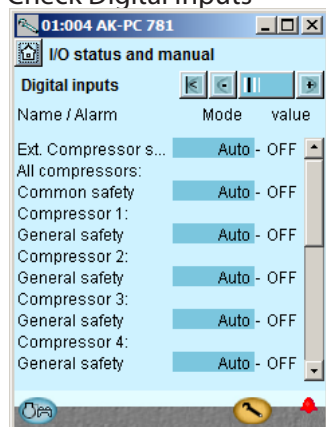 Check Digital Inputs
01:004 AK-PC 781
I/O status and manual
Digital inputs
Name / Alarm Mode value
Ext. Compressor s... Auto - OFF
All compressors:
Common safety Auto - OFF
Compressor 1:
General safety Auto - OFF
Compressor 2:
General safety Auto - OFF
Compressor 3:
General safety Auto - OFF
Compressor 4:
General safety Auto - OFF